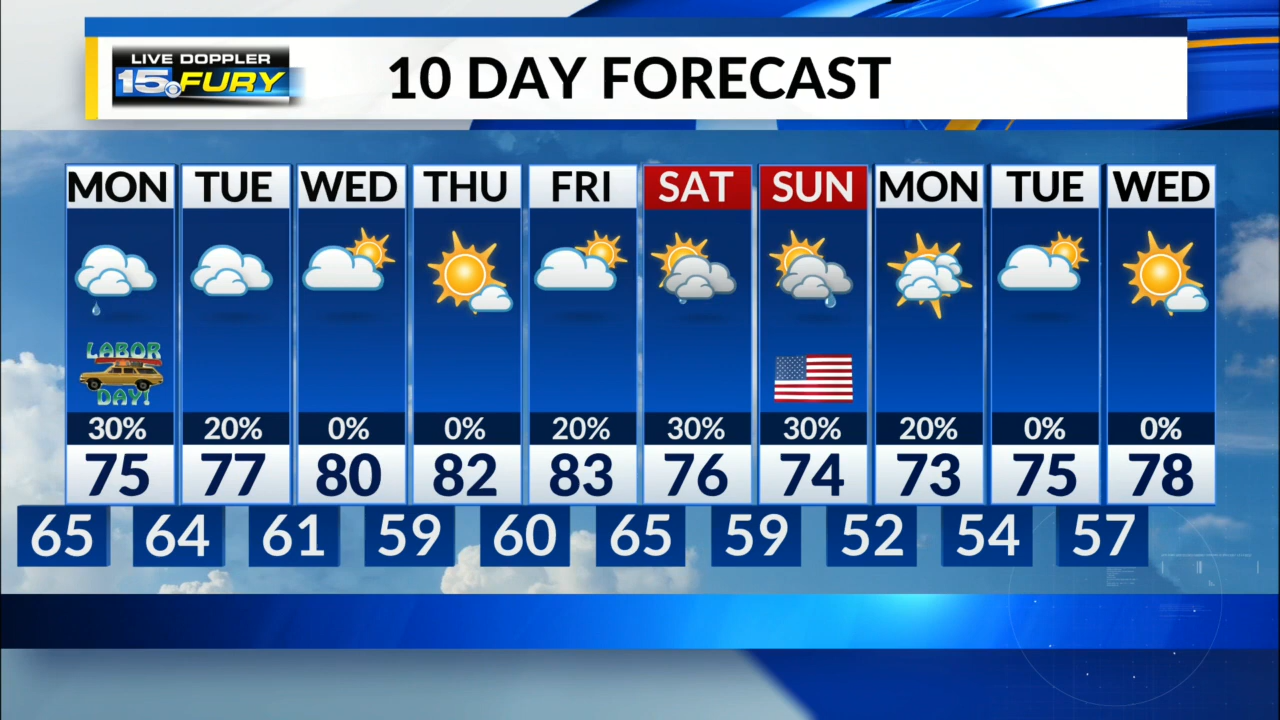 LIVE DOPPLER
15 FURY
10 DAY FORECAST
MON TUE WED THU FRI SAT SUN MON TUE WED
LABOR
DAY!
30% 20% 0% 0% 20% 30% 30% 20% 0% 0%
75 77 80 82 83 76 74 73 75 78
65 64 61 59 60 65 59 52 54 57